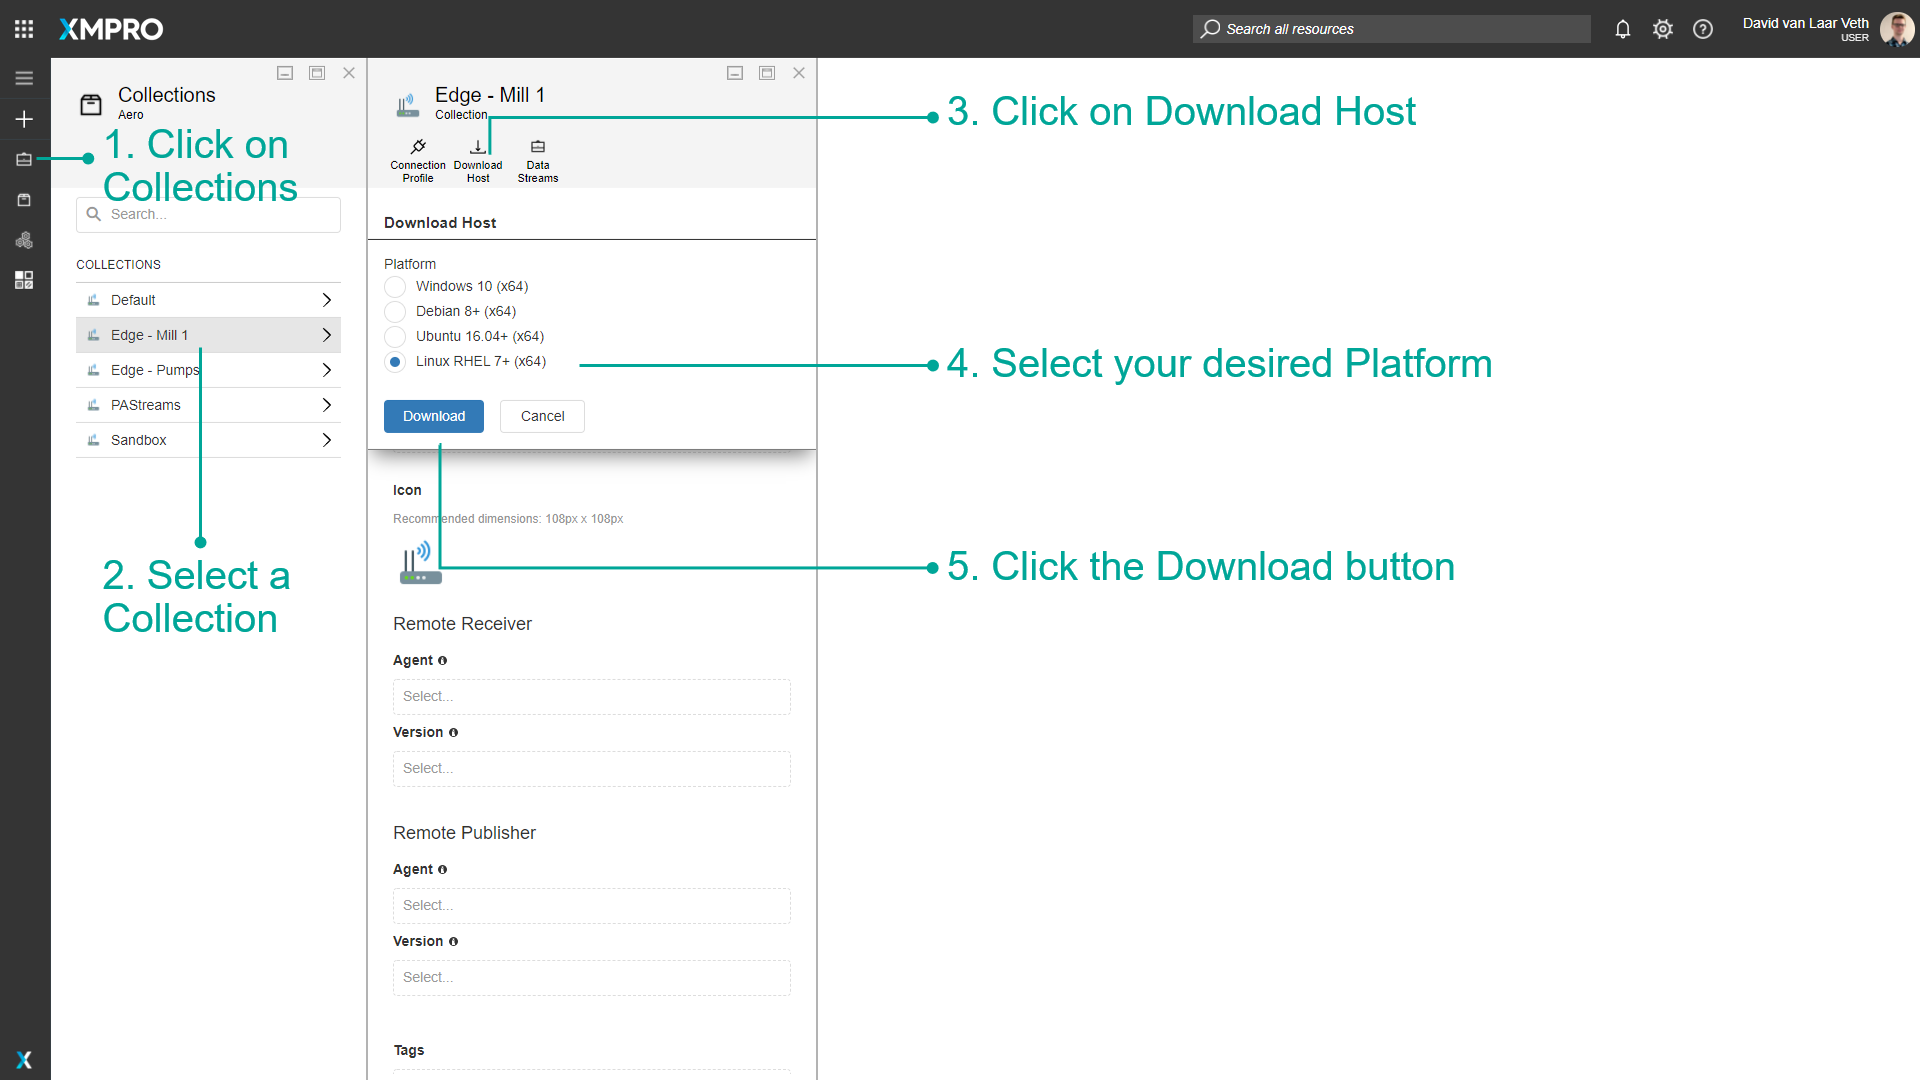 XMPRO
Search all resources
David van Laar Veth
USER
Collections
Aero
1. Click on
Collections
Search...
COLLECTIONS
Default
Edge - Mill 1
Edge - Pumps
PAStreams
Sandbox
2. Select a
Collection
Edge - Mill 1
Collection
Connection
Profile
Download
Host
Data
Streams
3. Click on Download Host
Download Host
Platform
Windows 10 (x64)
Debian 8+ (x64)
Ubuntu 16.04+ (x64)
Linux RHEL 7+ (x64)
4. Select your desired Platform
Download
Cancel
Icon
Recommended dimensions: 108px x 108px
5. Click the Download button
Remote Receiver
Agent
Select...
Version
Select...
Remote Publisher
Agent
Select...
Version
Select...
Tags